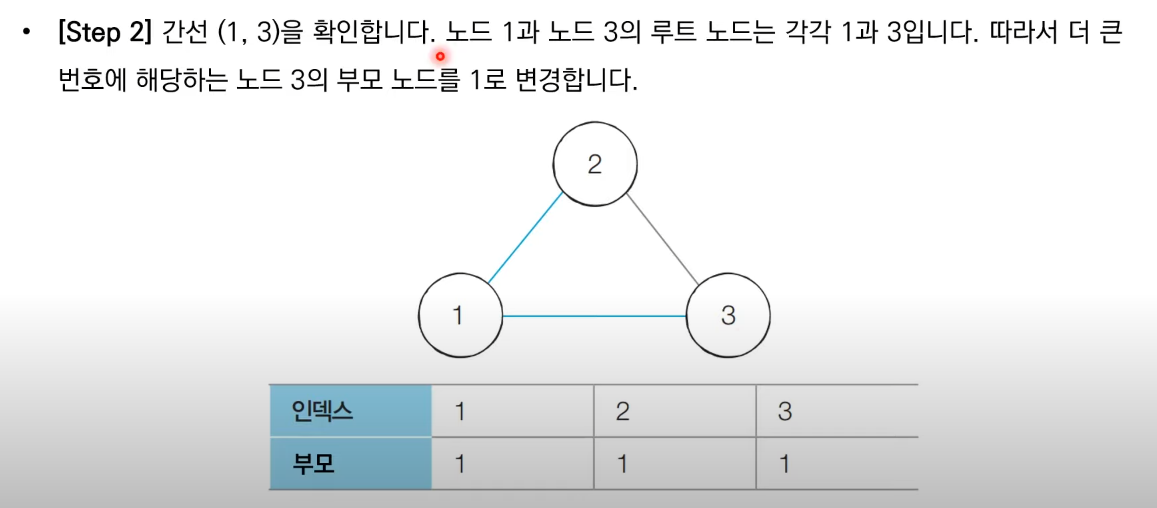 • [Step 2] 간선 (1, 3)을 확인합니다. 노드 1과 노드 3의 루트 노드는 각각 1과 3입니다. 따라서 더 큰
번호에 해당하는 노드 3의 부모 노드를 1로 변경합니다.
2
1 3
인덱스 1 2 3
부모 1 1 1